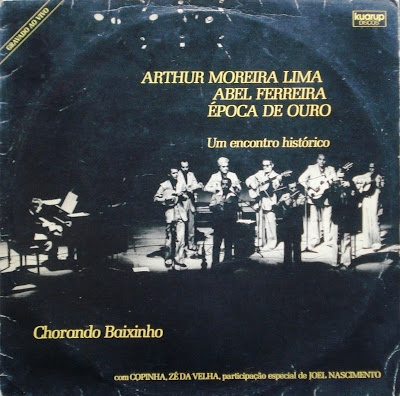 GRAVADO AO VIVO
kuarup
DISCOS
ARTHUR MOREIRA LIMA
ABEL FERREIRA
ÉPOCA DE OURO
Um encontro histórico
Chorando Baixinho
com COPINHA, ZÉ DA VELHA, participação especial de JOEL NASCIMENTO